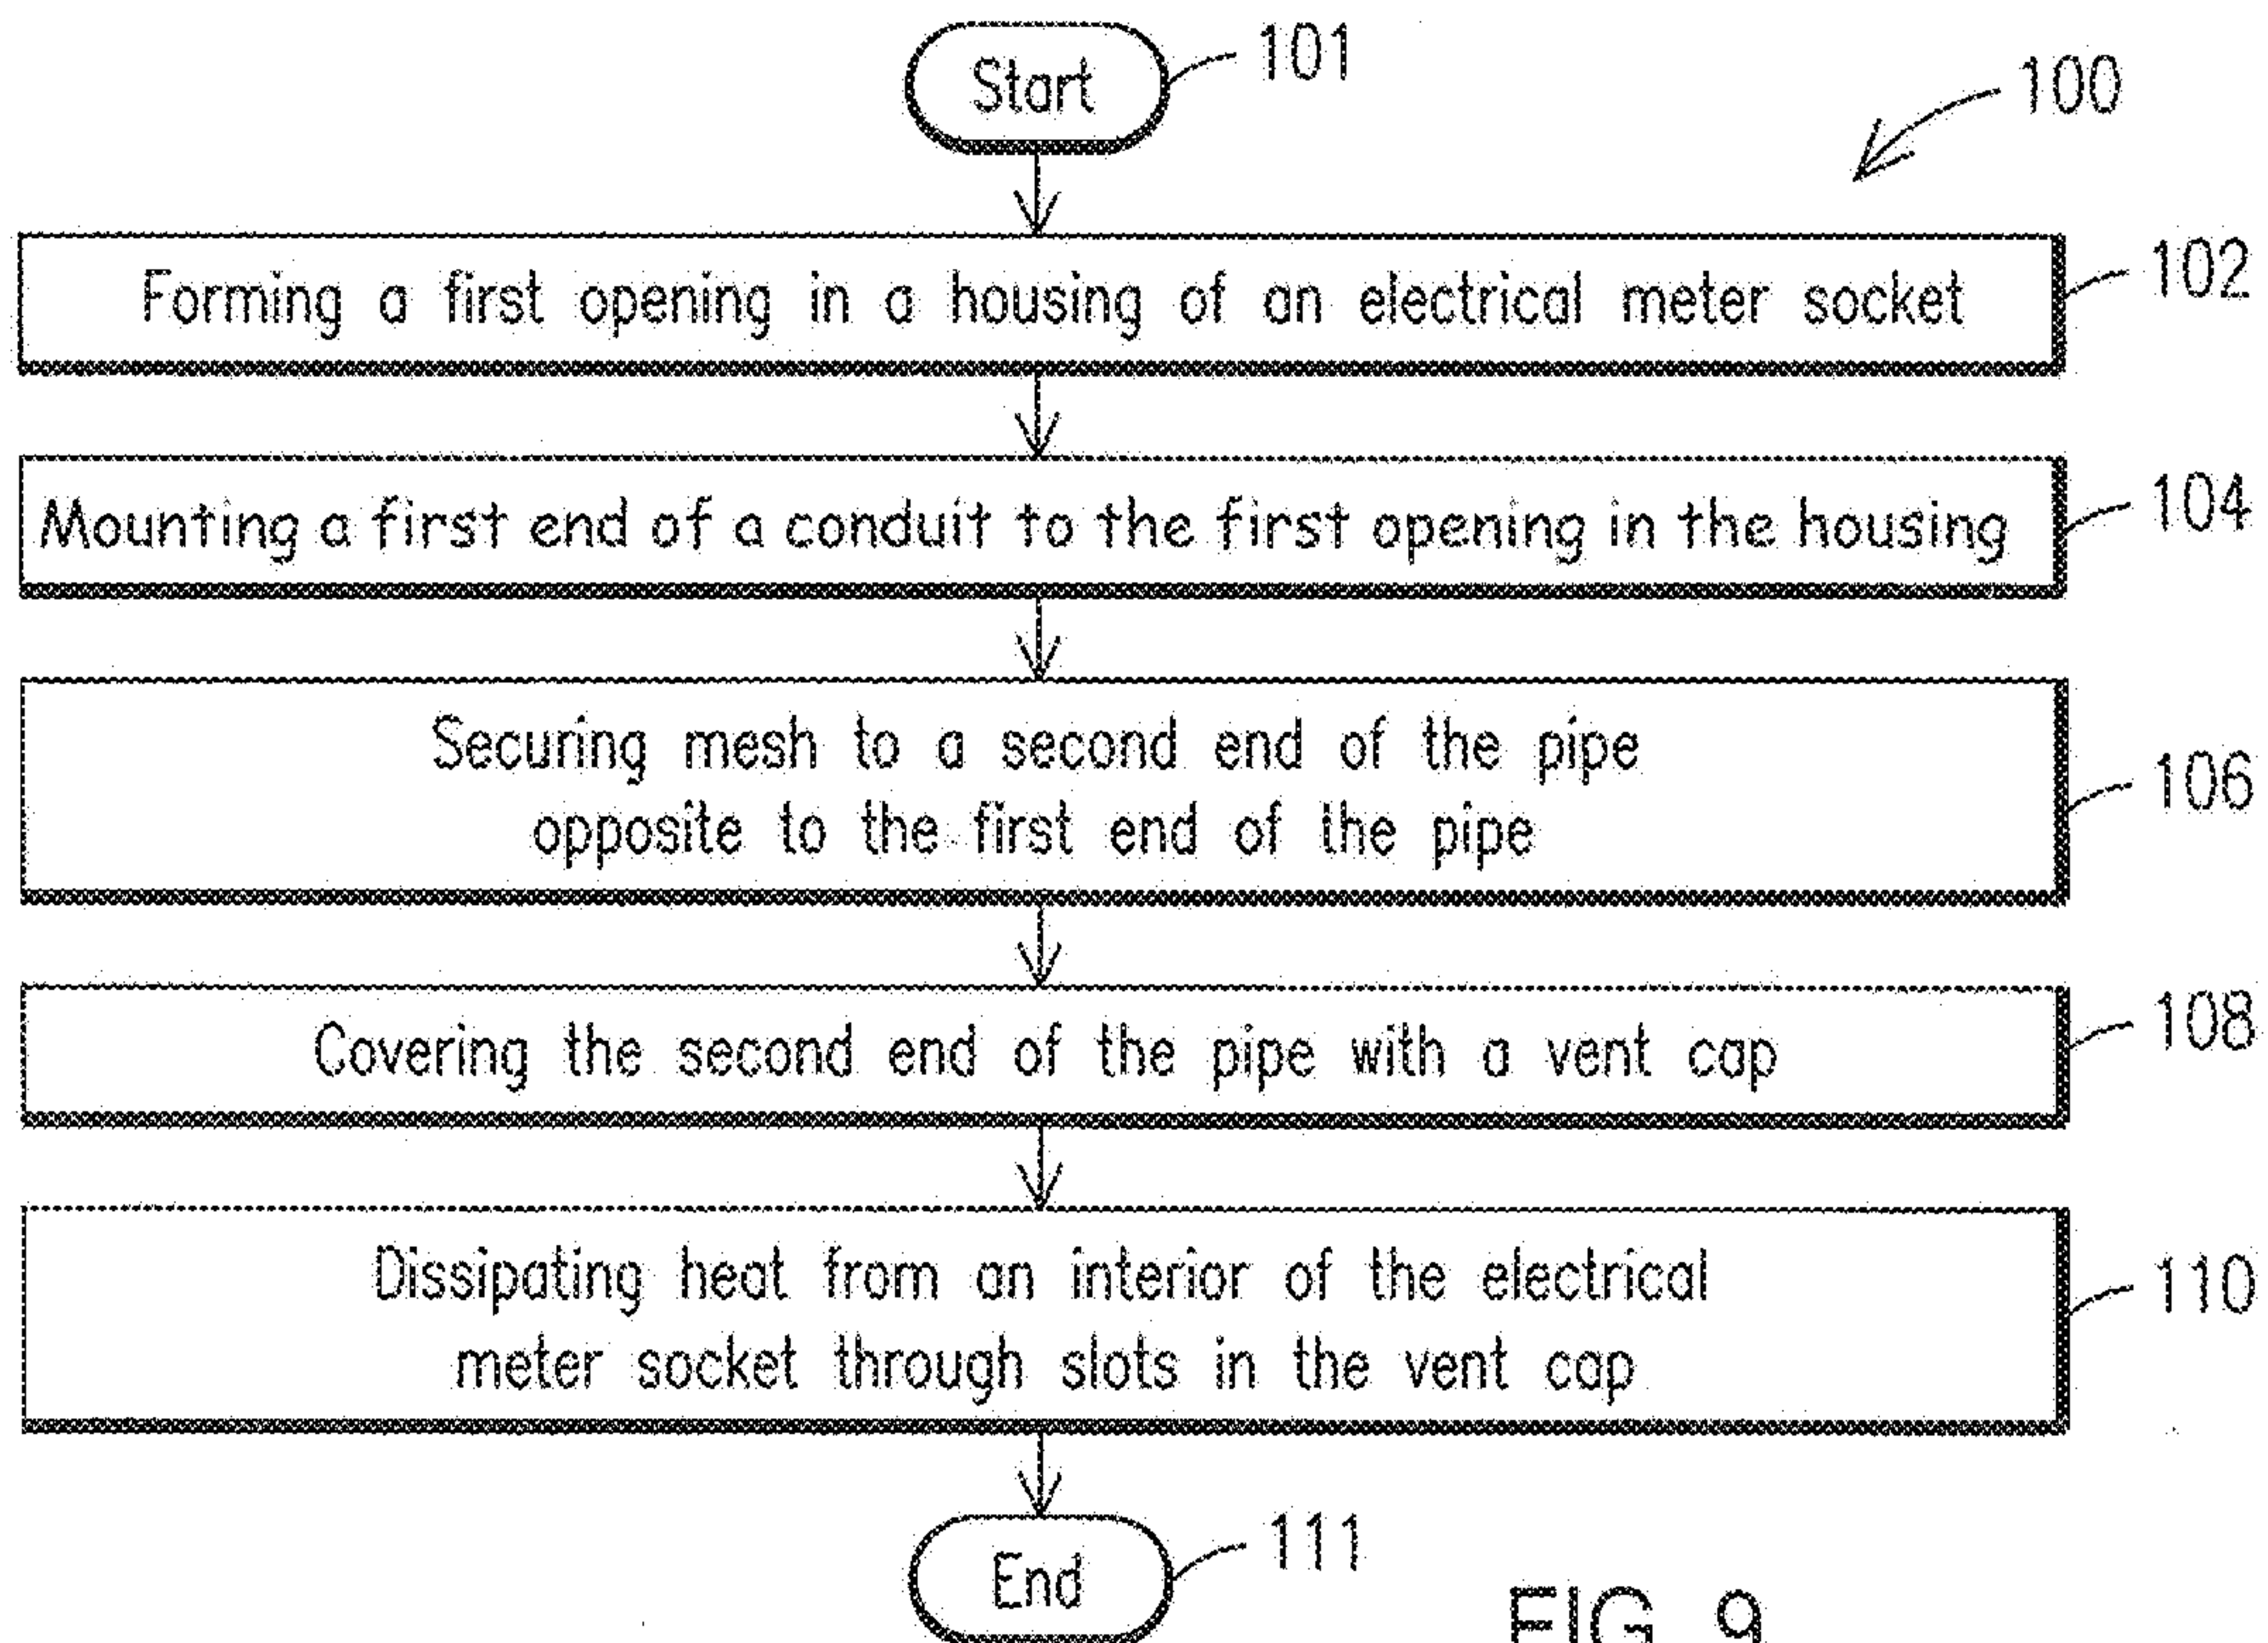 Start
101
100
Forming a first opening in a housing of an electrical meter socket
102
Mounting a first end of a conduit to the first opening in the housing
104
Securing mesh to a second end of the pipe
opposite to the first end of the pipe
106
Covering the second end of the pipe with a vent cap
108
Dissipating heat from an interior of the electrical
meter socket through slots in the vent cap
110
End
111
FIG. 9